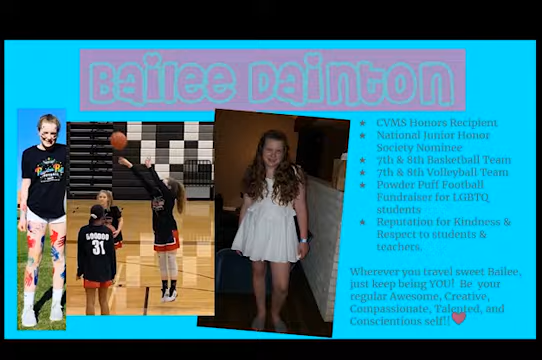 Bailee Dainton
★ CVMS Honors Recipient
★ National Junior Honor
Society Nominee
★ 7th & 8th Basketball Team
★ 7th & 8th Volleyball Team
★ Powder Puff Football
Fundraiser for LGBTQ
students
★ Reputation for Kindness &
Respect to students &
teachers.
Wherever you travel sweet Bailee,
just keep being YOU! Be your
regular Awesome, Creative,
Compassionate, Talented, and
Conscientious self!!
31